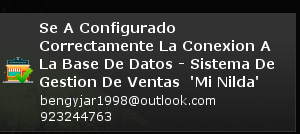 Se A Configurado
Correctamente La Conexion A
La Base De Datos - Sistema De
Gestion De Ventas  'Mi Nilda'
bengyjar1998@outlook.com
923244763